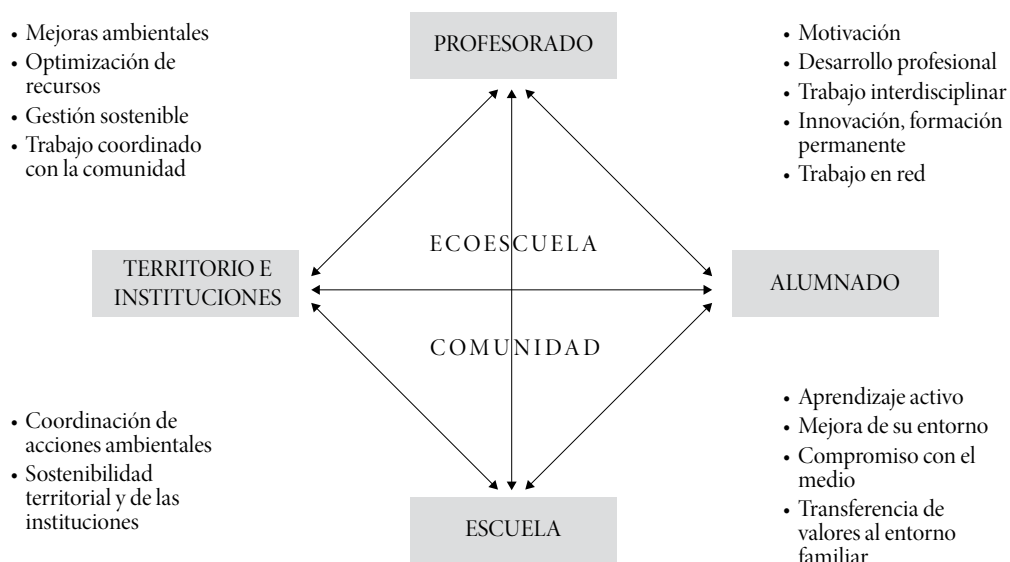 • Mejoras ambientales
• Optimización de
recursos
• Gestión sostenible
• Trabajo coordinado
con la comunidad
PROFESORADO
• Motivación
• Desarrollo profesional
• Trabajo interdisciplinar
• Innovación, formación
permanente
• Trabajo en red
ECOESCUELA
TERRITORIO E
INSTITUCIONES
ALUMNADO
COMUNIDAD
• Coordinación de
acciones ambientales
• Sostenibilidad
territorial y de las
instituciones
ESCUELA
• Aprendizaje activo
• Mejora de su entorno
• Compromiso con el
medio
• Transferencia de
valores al entorno
familiar